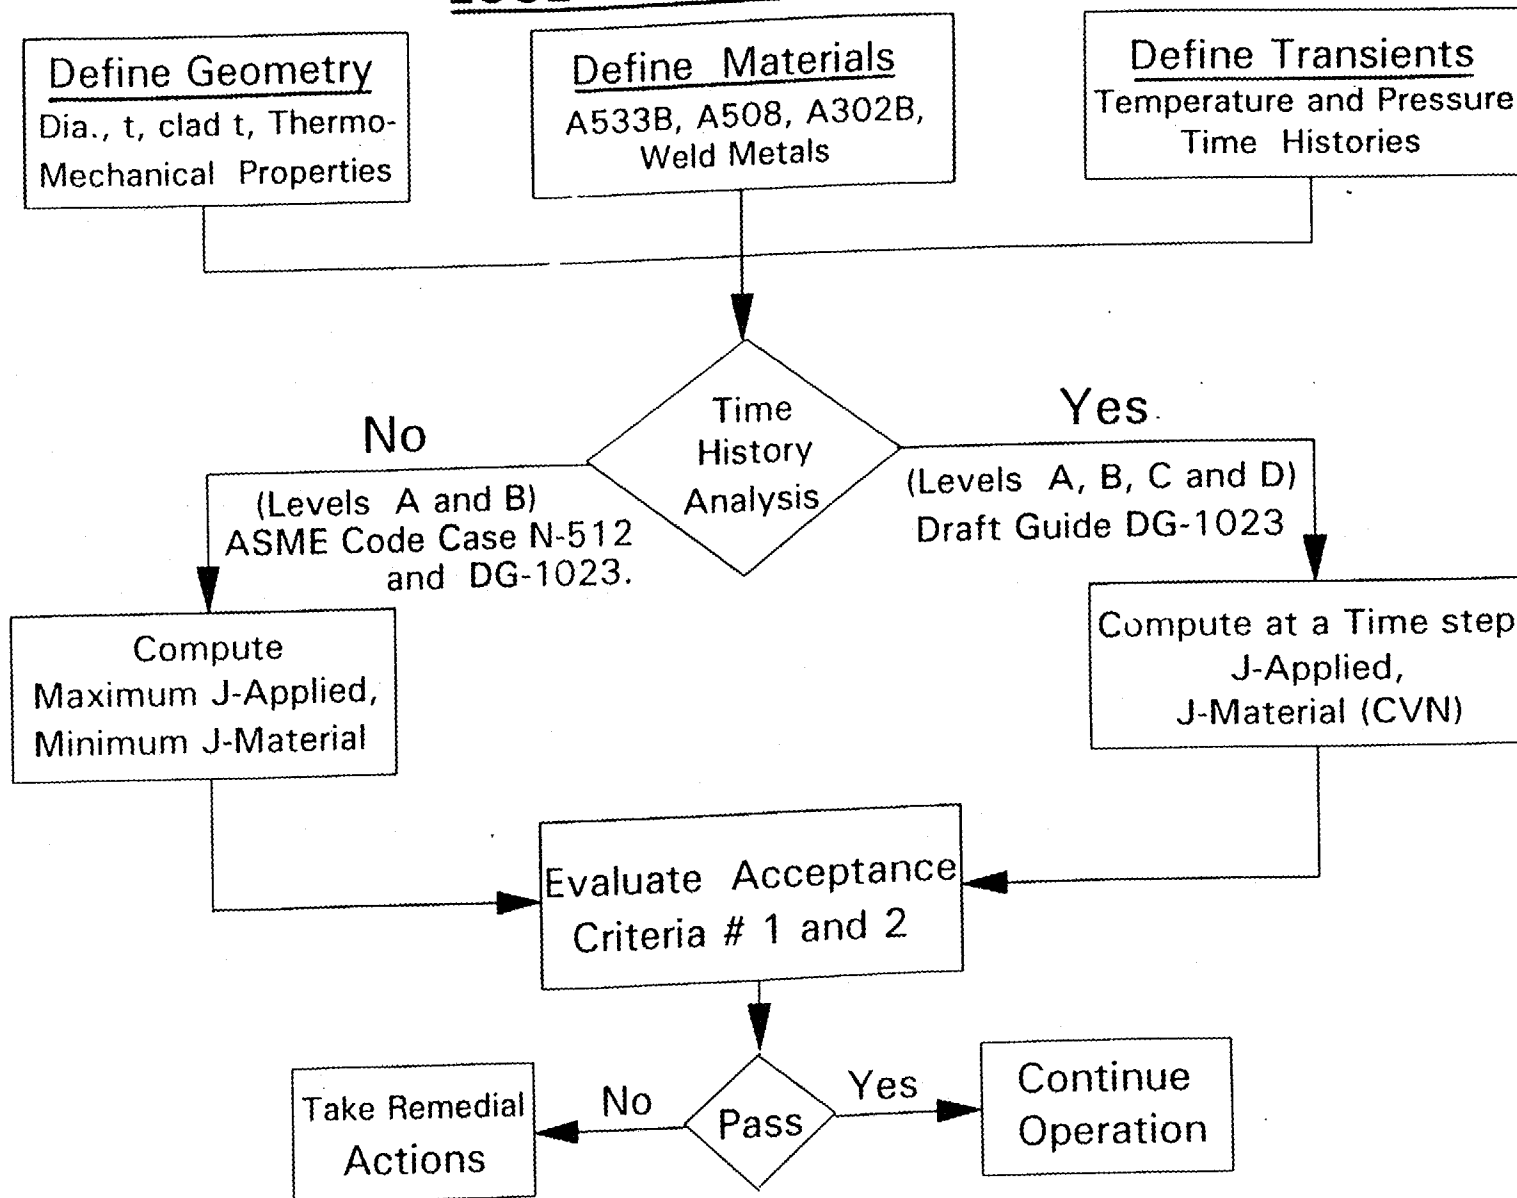 Define Geometry
Dia., t, clad t, Thermo-
Mechanical Properties
Define Materials
A533B, A508, A302B,
Weld Metals
Define Transients
Temperature and Pressure
Time Histories
Time
History
Analysis
No
(Levels A and B)
ASME Code Case N-512
and DG-1023.
Yes
(Levels A, B, C and D)
Draft Guide DG-1023
Compute
Maximum J-Applied,
Minimum J-Material
Compute at a Time step
J-Applied,
J-Material (CVN)
Evaluate Acceptance
Criteria # 1 and 2
Pass
No
Yes
Take Remedial
Actions
Continue
Operation